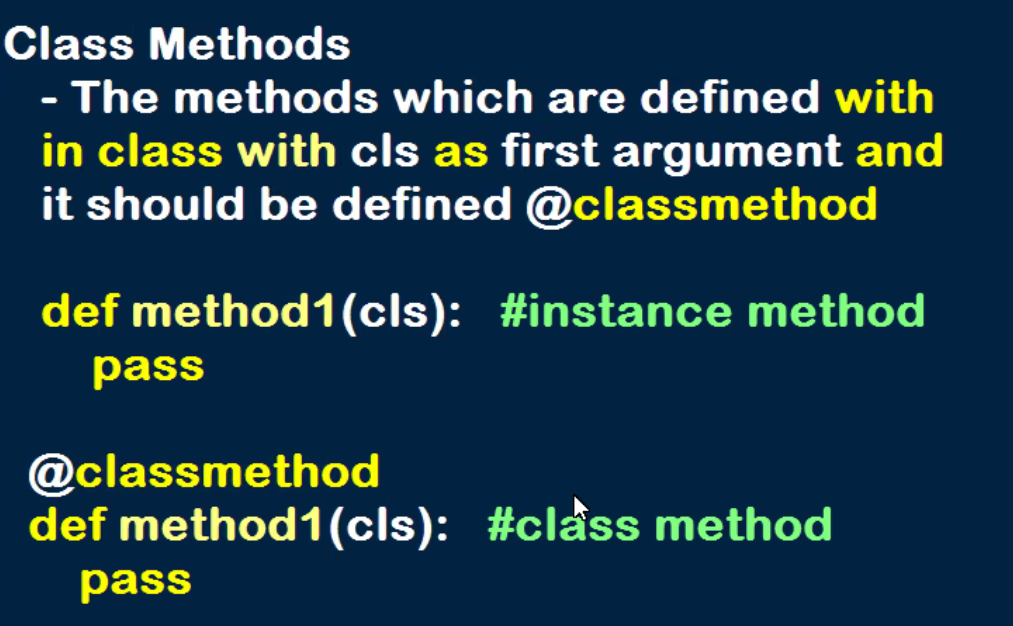 Class Methods
- The methods which are defined with
in class with cls as first argument and
it should be defined @classmethod
def method1(cls): #instance method
pass
@classmethod
def method1(cls): #class method
pass